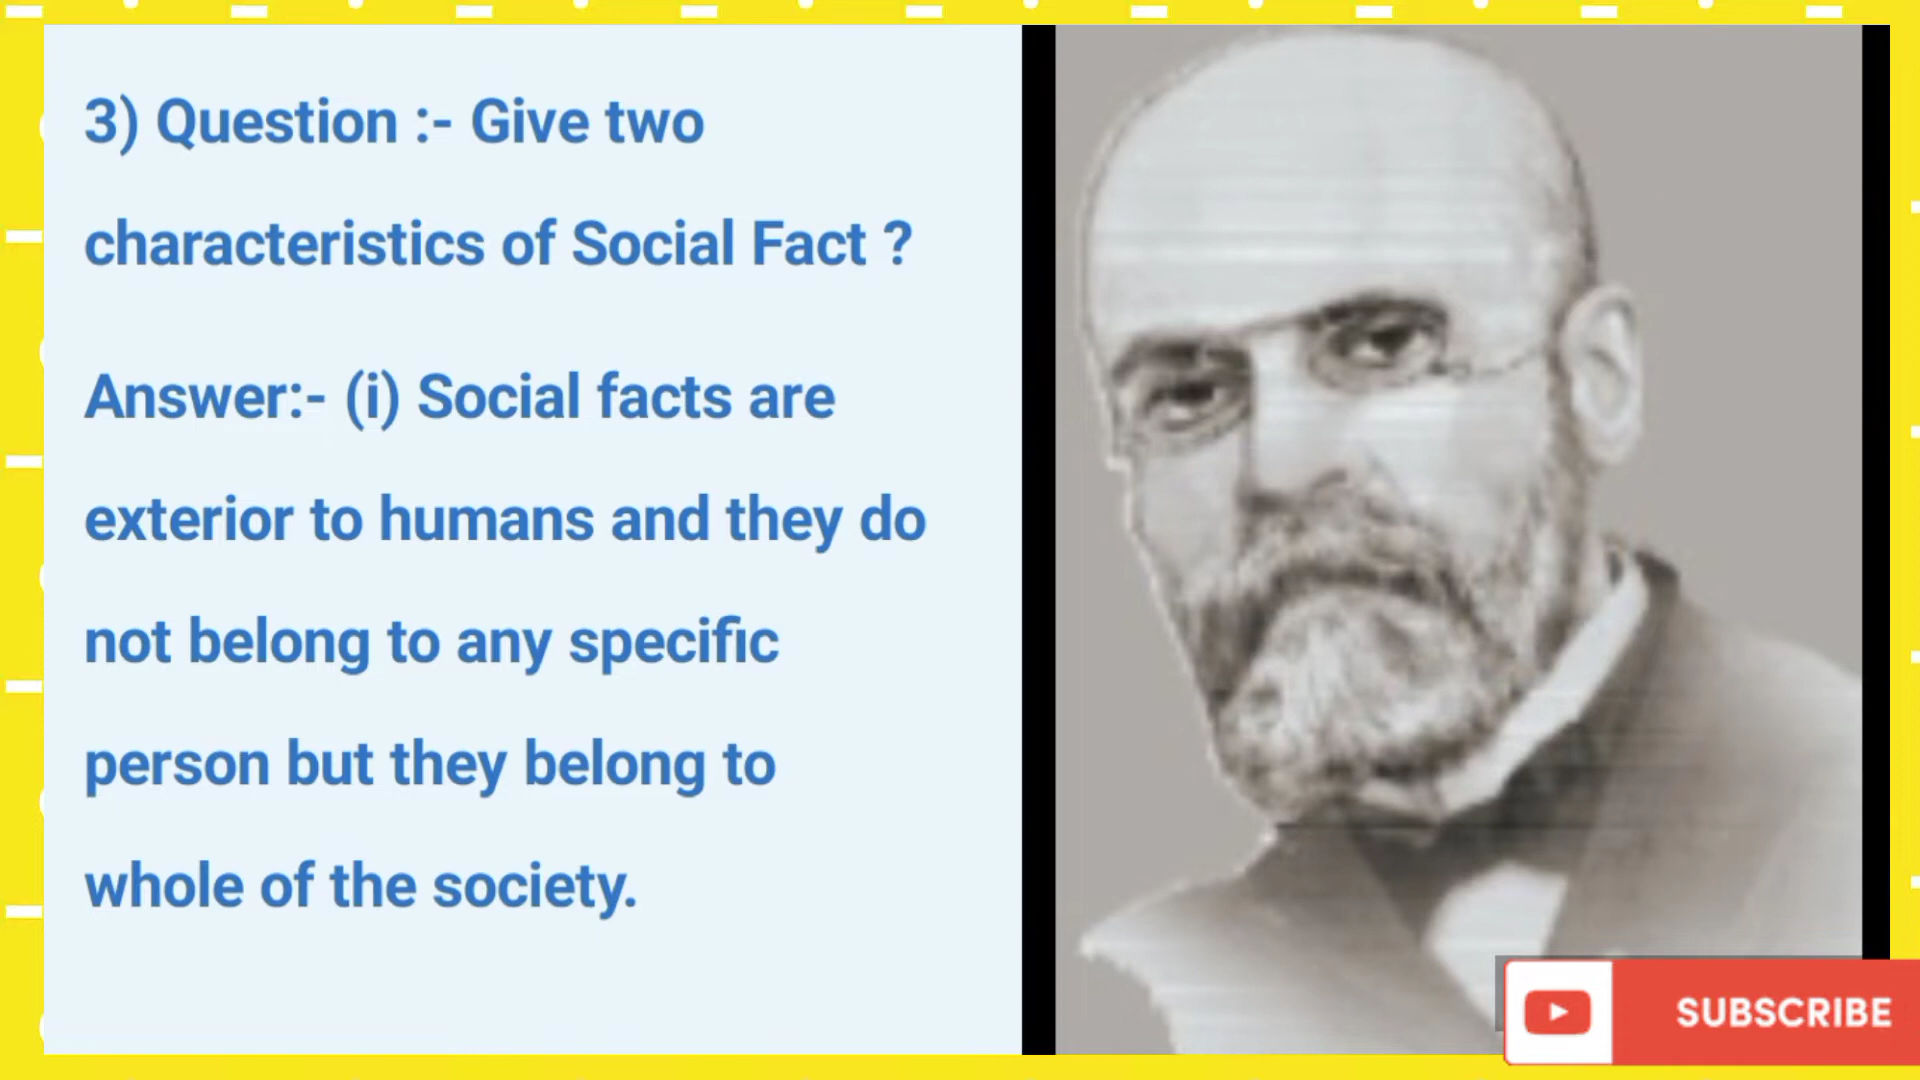 3) Question :- Give two
characteristics of Social Fact ?
Answer:- (i) Social facts are
exterior to humans and they do
not belong to any specific
person but they belong to
whole of the society.
SUBSCRIBE